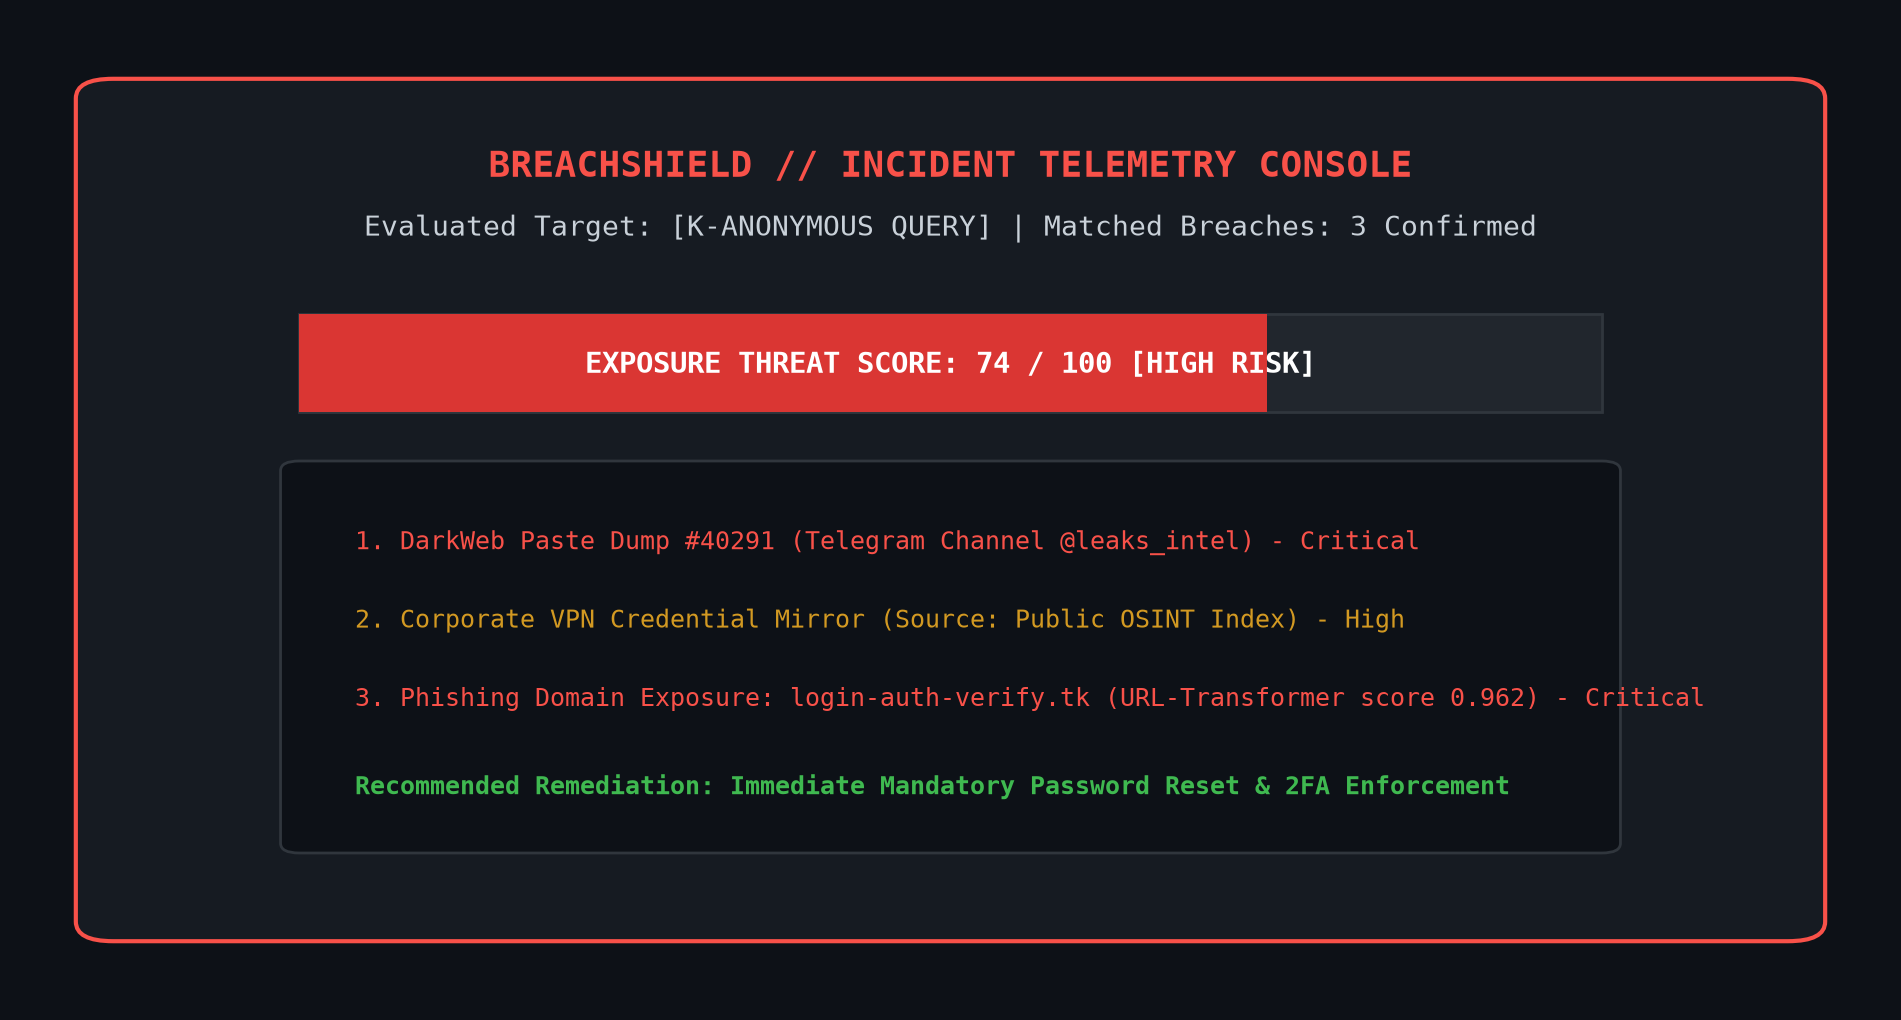 BREACHSHIELD // INCIDENT TELEMETRY CONSOLE
Evaluated Target: [K-ANONYMOUS QUERY] | Matched Breaches: 3 Confirmed
EXPOSURE THREAT SCORE: 74 / 100 [HIGH RISK]
1. DarkWeb Paste Dump #40291 (Telegram Channel @leaks_intel) - Critical
2. Corporate VPN Credential Mirror (Source: Public OSINT Index) - High
3. Phishing Domain Exposure: login-auth-verify.tk (URL-Transformer score 0.962) - Critical
Recommended Remediation: Immediate Mandatory Password Reset & 2FA Enforcement